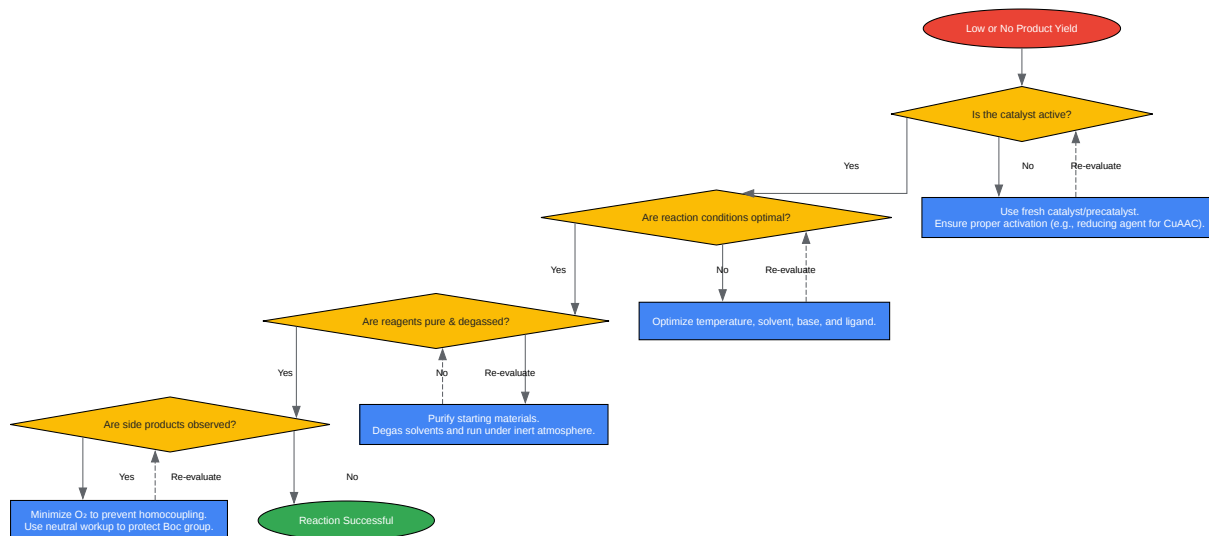 Low or No Product Yield
Is the catalyst active?
Yes
No
Re-evaluate
Use fresh catalyst/precatalyst.
Ensure proper activation (e.g., reducing agent for CuAAC).
Are reaction conditions optimal?
Yes
No
Re-evaluate
Optimize temperature, solvent, base, and ligand.
Are reagents pure & degassed?
Yes
No
Re-evaluate
Purify starting materials.
Degas solvents and run under inert atmosphere.
Are side products observed?
Yes
Re-evaluate
No
Minimize O₂ to prevent homocoupling.
Use neutral workup to protect Boc group.
Reaction Successful